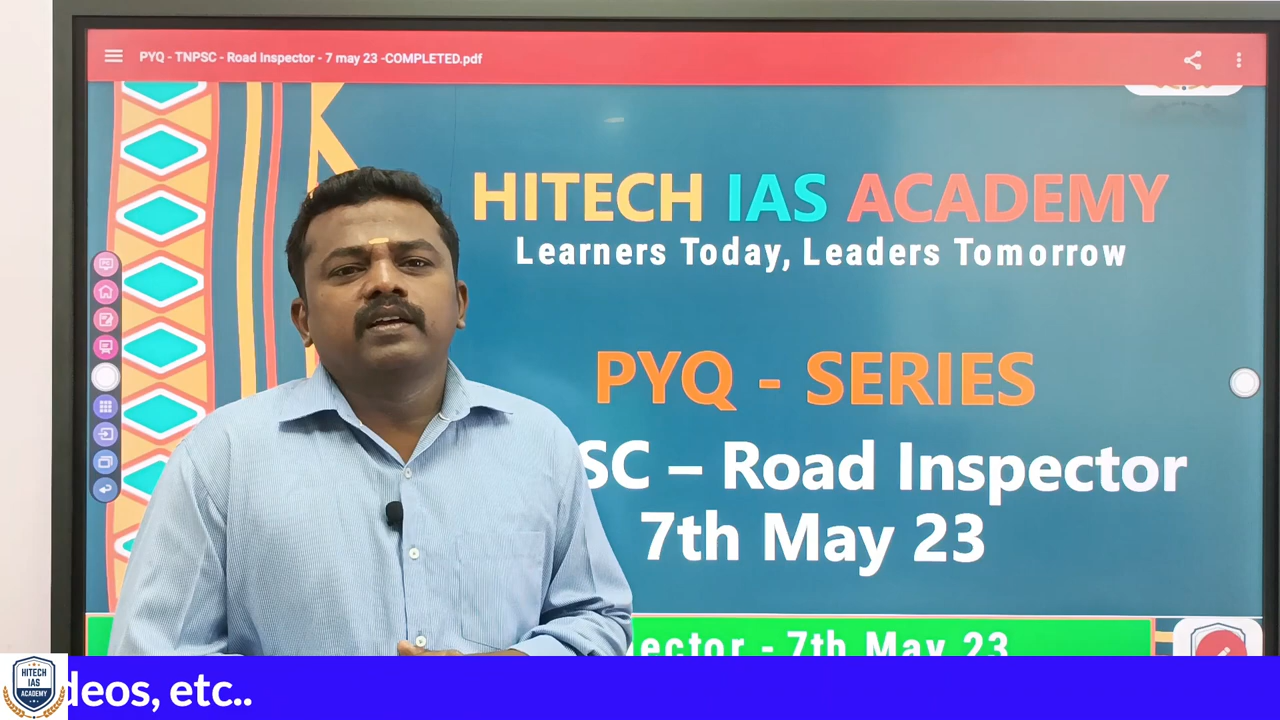 PYQ - TNPSC - Road Inspector - 7 may 23 -COMPLETED.pdf
HITECH IAS ACADEMY
Learners Today, Leaders Tomorrow
PYQ - SERIES
SC – Road Inspector
7th May 23
ector - 7th May 23
HITECH
IAS
ACADEMY
deos, etc..